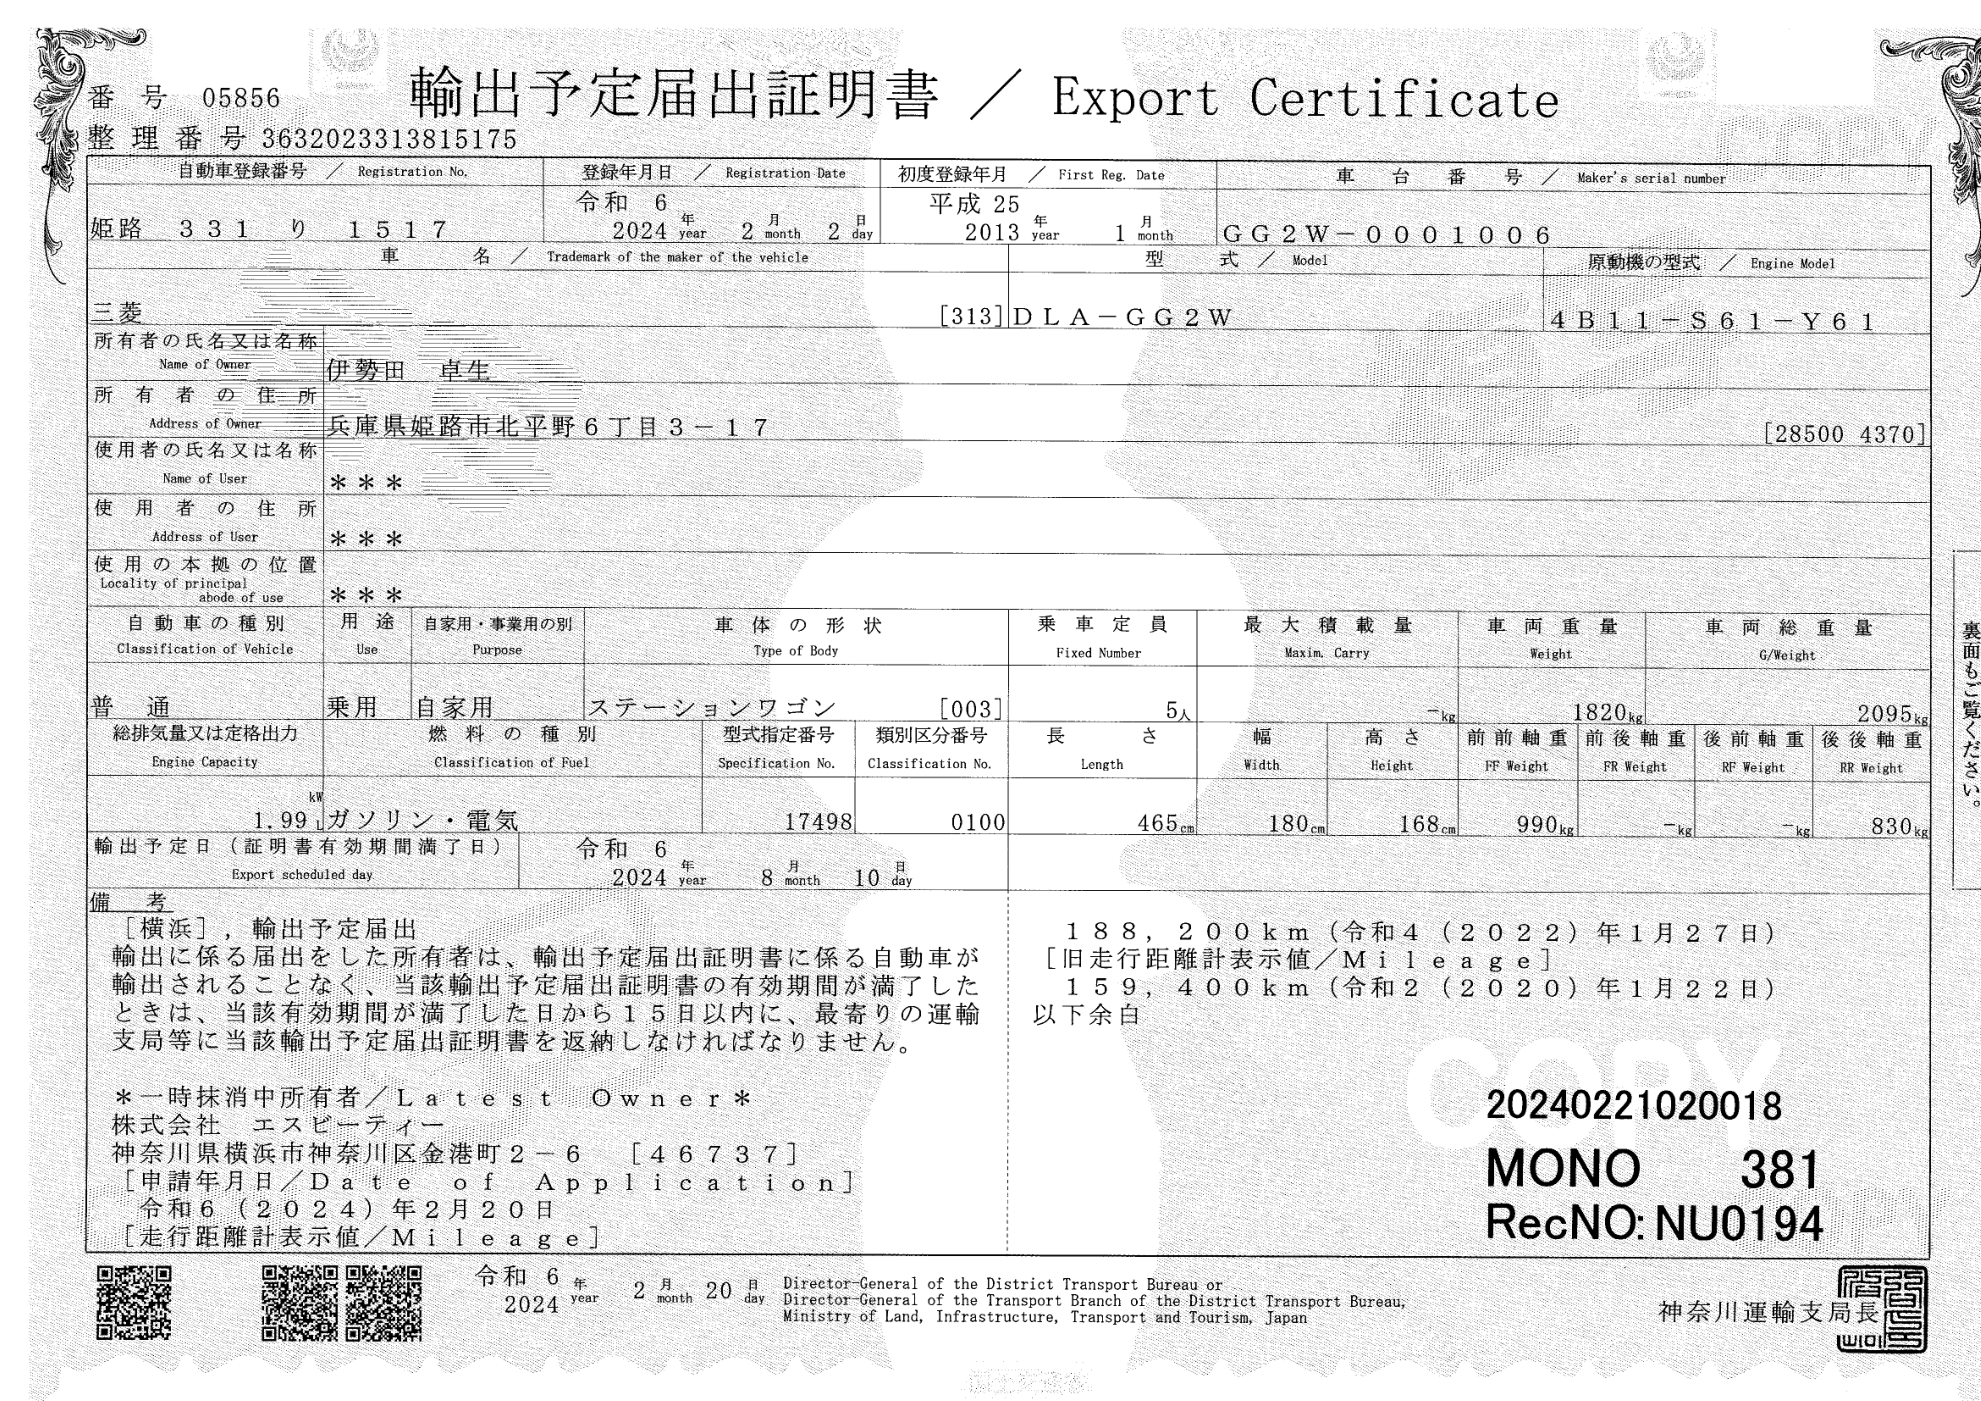 番 号 05856
輸出予定届出証明書 ／ Export Certificate
整 理 番 号 3632023313815175
自動車登録番号 ／ Registration No.
登録年月日 ／ Registration Date
初度登録年月 ／ First Reg. Date
車 台 番 号 ／ Maker's serial number
姫路 ３３１ り １５１７
令和 6
2024 年 year 2 月 month 2 日 day
平成 25
2013 年 year 1 月 month
ＧＧ２Ｗ－０００１００６
車 名 ／ Trademark of the maker of the vehicle
型 式 ／ Model
原動機の型式 ／ Engine Model
三菱 [313]
ＤＬＡ－ＧＧ２Ｗ
４Ｂ１１－Ｓ６１－Ｙ６１
所有者の氏名又は名称
Name of Owner
伊勢田 卓生
所 有 者 の 住 所
Address of Owner
兵庫県姫路市北平野６丁目３－１７ [28500 4370]
使用者の氏名又は名称
Name of User
＊＊＊
使 用 者 の 住 所
Address of User
＊＊＊
使 用 の 本 拠 の 位 置
Locality of principal
abode of use
＊＊＊
自 動 車 の 種 別
Classification of Vehicle
用 途
Use
自家用・事業用の別
Purpose
車 体 の 形 状
Type of Body
乗 車 定 員
Fixed Number
最 大 積 載 量
Maxim. Carry
車 両 重 量
Weight
車 両 総 重 量
G/Weight
普 通
乗用
自家用
ステーションワゴン [003]
5人
－kg
1820kg
2095kg
総排気量又は定格出力
Engine Capacity
燃 料 の 種 別
Classification of Fuel
型式指定番号
Specification No.
類別区分番号
Classification No.
長 さ
Length
幅
Width
高 さ
Height
前 前 軸 重
FF Weight
前 後 軸 重
FR Weight
後 前 軸 重
RF Weight
後 後 軸 重
RR Weight
kW
1.99 L
ガソリン・電気
17498
0100
465cm
180cm
168cm
990kg
－kg
－kg
830kg
輸出予定日（証明書有効期間満了日）
Export scheduled day
令和 6
2024 年 year 8 月 month 10 日 day
備 考
［横浜］，輸出予定届出
輸出に係る届出をした所有者は、輸出予定届出証明書に係る自動車が
輸出されることなく、当該輸出予定届出証明書の有効期間が満了した
ときは、当該有効期間が満了した日から１５日以内に、最寄りの運輸
支局等に当該輸出予定届出証明書を返納しなければなりません。
＊一時抹消中所有者／Ｌａｔｅｓｔ Ｏｗｎｅｒ＊
株式会社 エスビーティー
神奈川県横浜市神奈川区金港町２－６ ［４６７３７］
［申請年月日／Ｄａｔｅ ｏｆ Ａｐｐｌｉｃａｔｉｏｎ］
令和６（２０２４）年２月２０日
［走行距離計表示値／Ｍｉｌｅａｇｅ］
１８８，２００ｋｍ（令和４（２０２２）年１月２７日）
［旧走行距離計表示値／Ｍｉｌｅａｇｅ］
１５９，４００ｋｍ（令和２（２０２０）年１月２２日）
以下余白
COPY
20240221020018
MONO 381
RecNO: NU0194
裏面もご覧ください。
令和 6 年
2024 year 2 月 month 20 日 day
Director-General of the District Transport Bureau or
Director-General of the Transport Branch of the District Transport Bureau,
Ministry of Land, Infrastructure, Transport and Tourism, Japan
神奈川運輸支局長